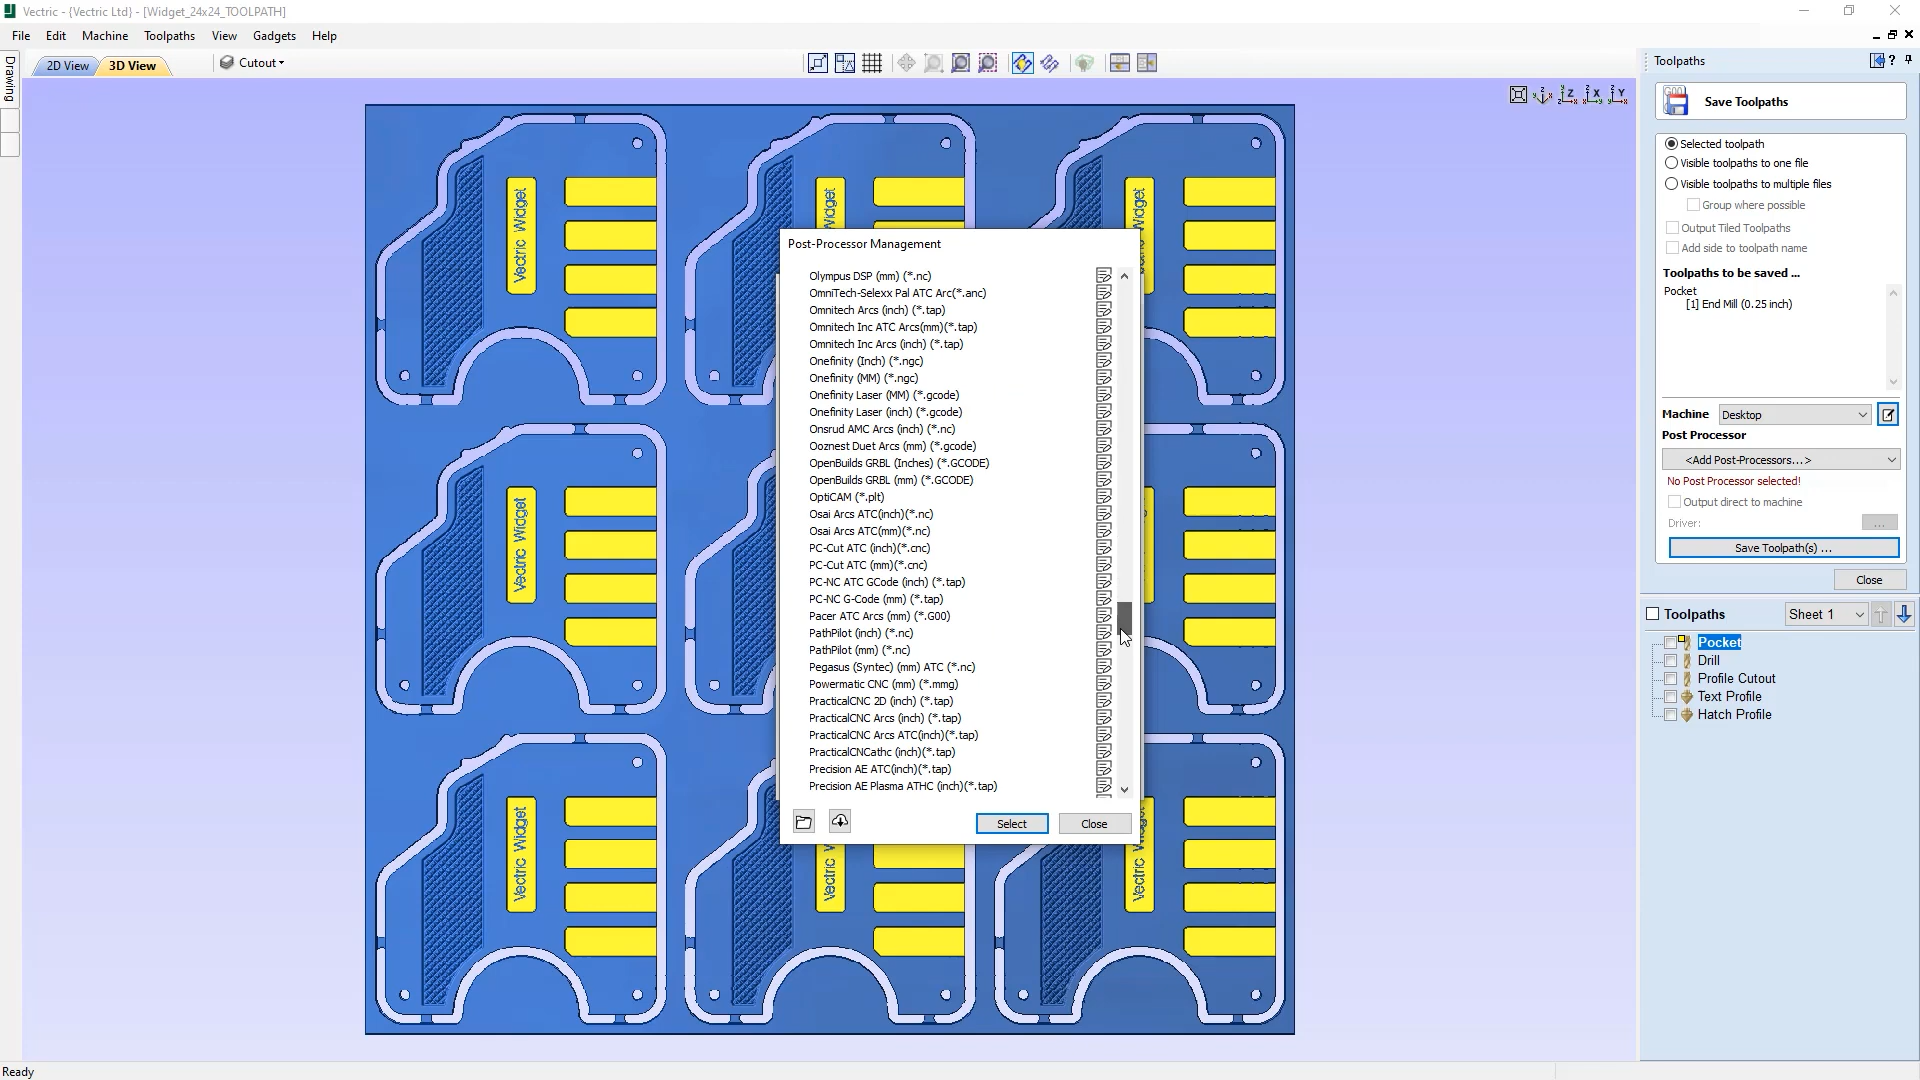 Vectric - {Vectric Ltd} - [Widget_24x24_TOOLPATH]
File Edit Machine Toolpaths View Gadgets Help
Drawing
2D View
3D View
Cutout
Z X Y
Vectric Widget
Vectric Widget
Vectric Widget
Vectric Widget
Post-Processor Management
Olympus DSP (mm) (*.nc)
OmniTech-Selexx Pal ATC Arc(*.anc)
Omnitech Arcs (inch) (*.tap)
Omnitech Inc ATC Arcs(mm)(*.tap)
Omnitech Inc Arcs (inch) (*.tap)
Onefinity (Inch) (*.ngc)
Onefinity (MM) (*.ngc)
Onefinity Laser (MM) (*.gcode)
Onefinity Laser (inch) (*.gcode)
Onsrud AMC Arcs (inch) (*.nc)
Ooznest Duet Arcs (mm) (*.gcode)
OpenBuilds GRBL (Inches) (*.GCODE)
OpenBuilds GRBL (mm) (*.GCODE)
OptiCAM (*.plt)
Osai Arcs ATC(inch)(*.nc)
Osai Arcs ATC(mm)(*.nc)
PC-Cut ATC (inch)(*.cnc)
PC-Cut ATC (mm)(*.cnc)
PC-NC ATC GCode (inch) (*.tap)
PC-NC G-Code (mm) (*.tap)
Pacer ATC Arcs (mm) (*.G00)
PathPilot (inch) (*.nc)
PathPilot (mm) (*.nc)
Pegasus (Syntec) (mm) ATC (*.nc)
Powermatic CNC (mm) (*.mmg)
PracticalCNC 2D (inch) (*.tap)
PracticalCNC Arcs (inch) (*.tap)
PracticalCNC Arcs ATC(inch)(*.tap)
PracticalCNCathc (inch)(*.tap)
Precision AE ATC(inch)(*.tap)
Precision AE Plasma ATHC (inch)(*.tap)
Select
Close
Vectric Widget
Vectric Widget
Toolpaths
Save Toolpaths
Selected toolpath
Visible toolpaths to one file
Visible toolpaths to multiple files
Group where possible
Output Tiled Toolpaths
Add side to toolpath name
Toolpaths to be saved ...
Pocket
[1] End Mill (0.25 inch)
Machine Desktop
Post Processor
<Add Post-Processors...>
No Post Processor selected!
Output direct to machine
Driver: ...
Save Toolpath(s) ...
Close
Toolpaths Sheet 1
Pocket
Drill
Profile Cutout
Text Profile
Hatch Profile
Ready